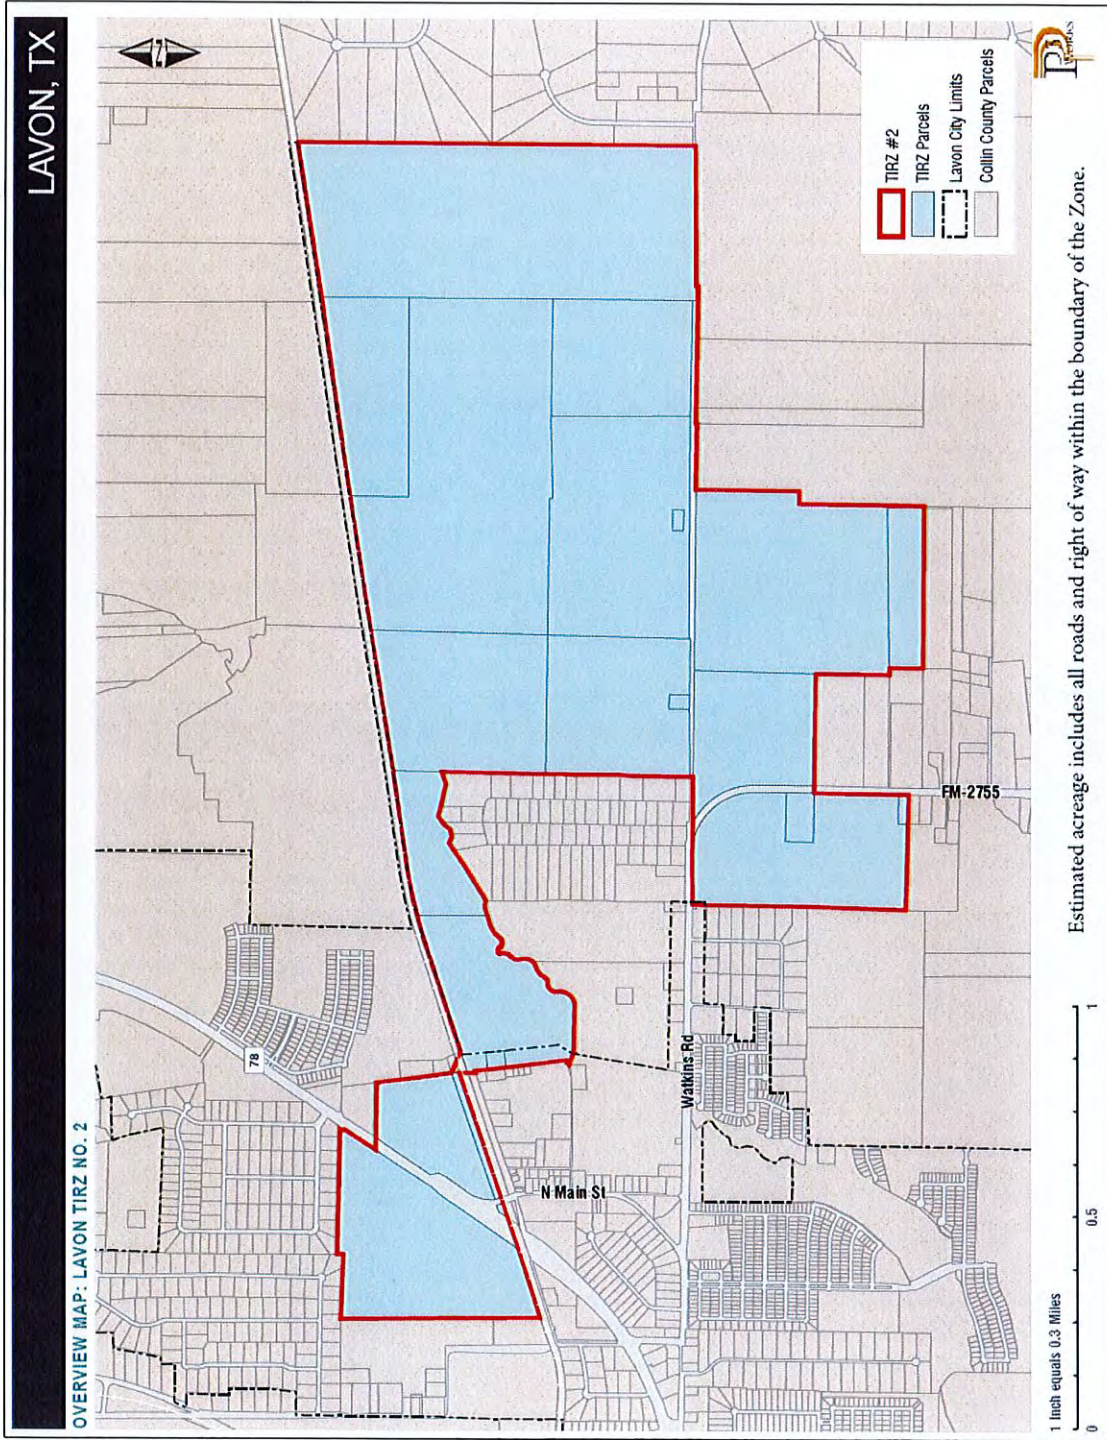 LAVON, TX
OVERVIEW MAP: LAVON TIRZ NO. 2
N
78
N Main St
Watkins Rd
FM-2755
TIRZ #2
TIRZ Parcels
Lavon City Limits
Collin County Parcels
1 Inch equals 0.3 Miles
0
0.5
1
Estimated acreage includes all roads and right of way within the boundary of the Zone.
P3
WORKS